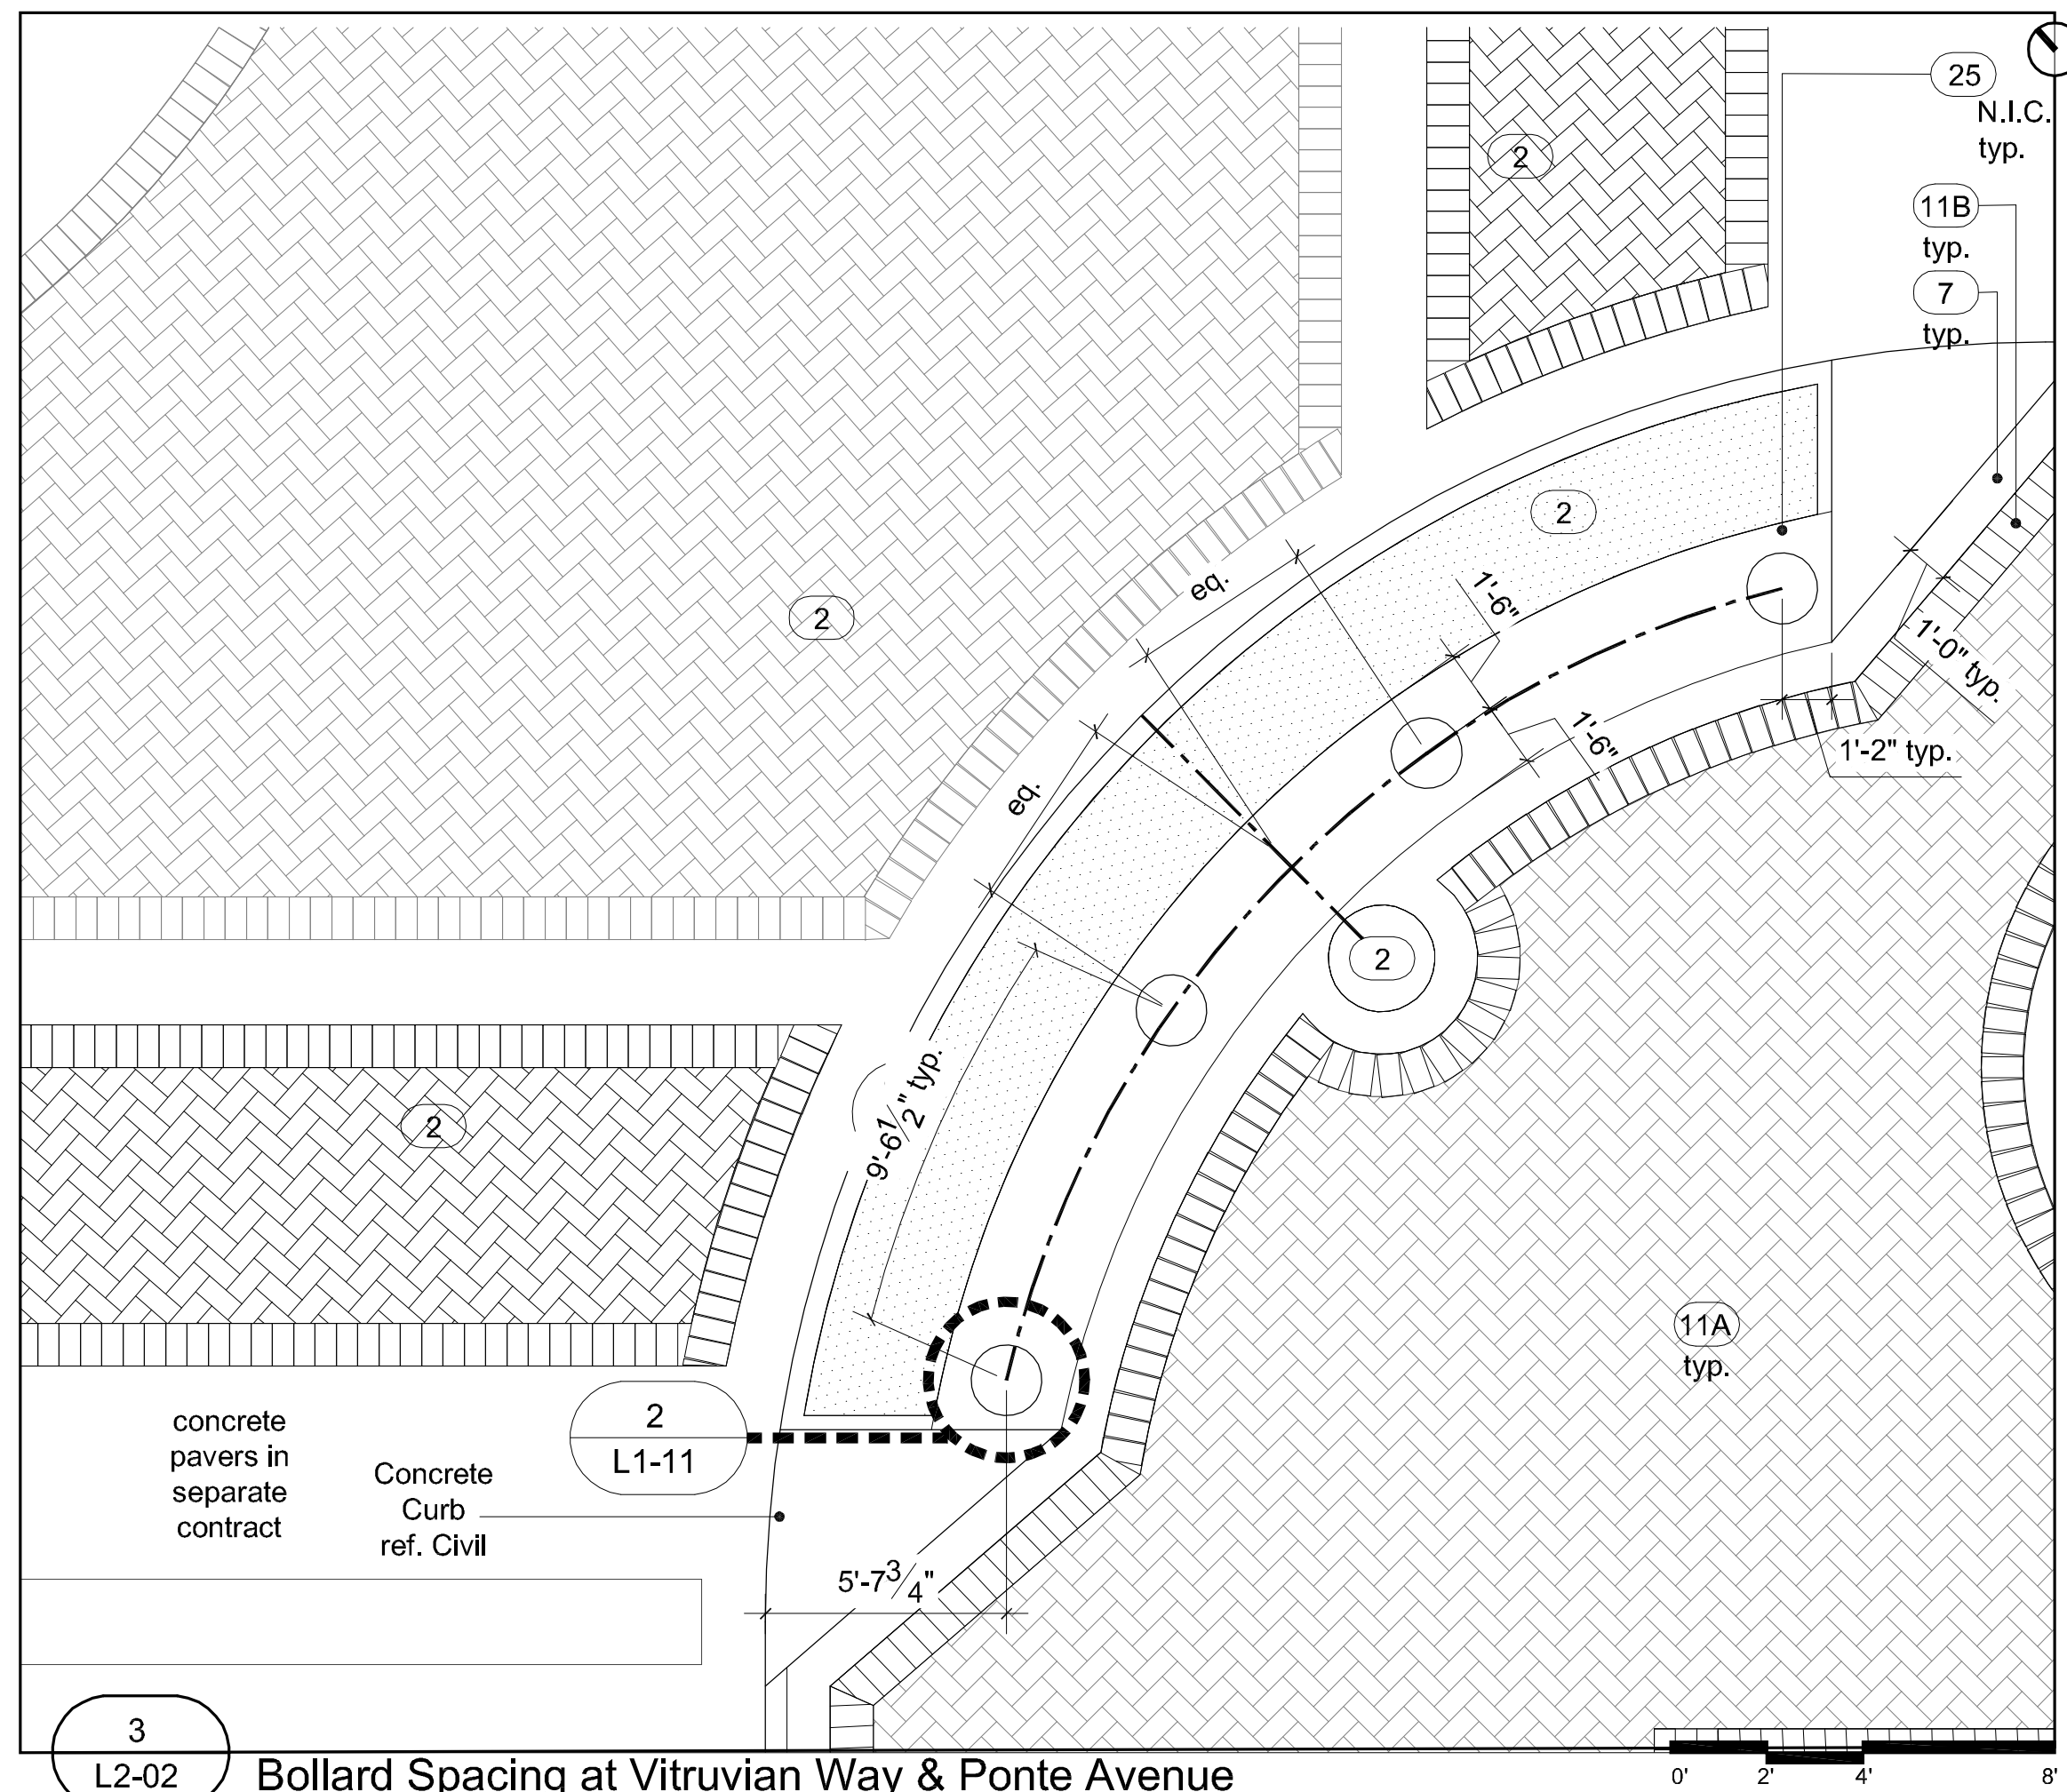 25
N.I.C.
typ.
2
11B
typ.
7
typ.
2
eq.
1'-6"
2
1'-0" typ.
1'-6"
1'-2" typ.
eq.
2
9'-6 1/2" typ.
2
11A
typ.
2
L1-11
concrete
pavers in
separate
contract
Concrete
Curb
ref. Civil
5'-7 3/4"
3
L2-02
Bollard Spacing at Vitruvian Way & Ponte Avenue
0' 2' 4' 8'